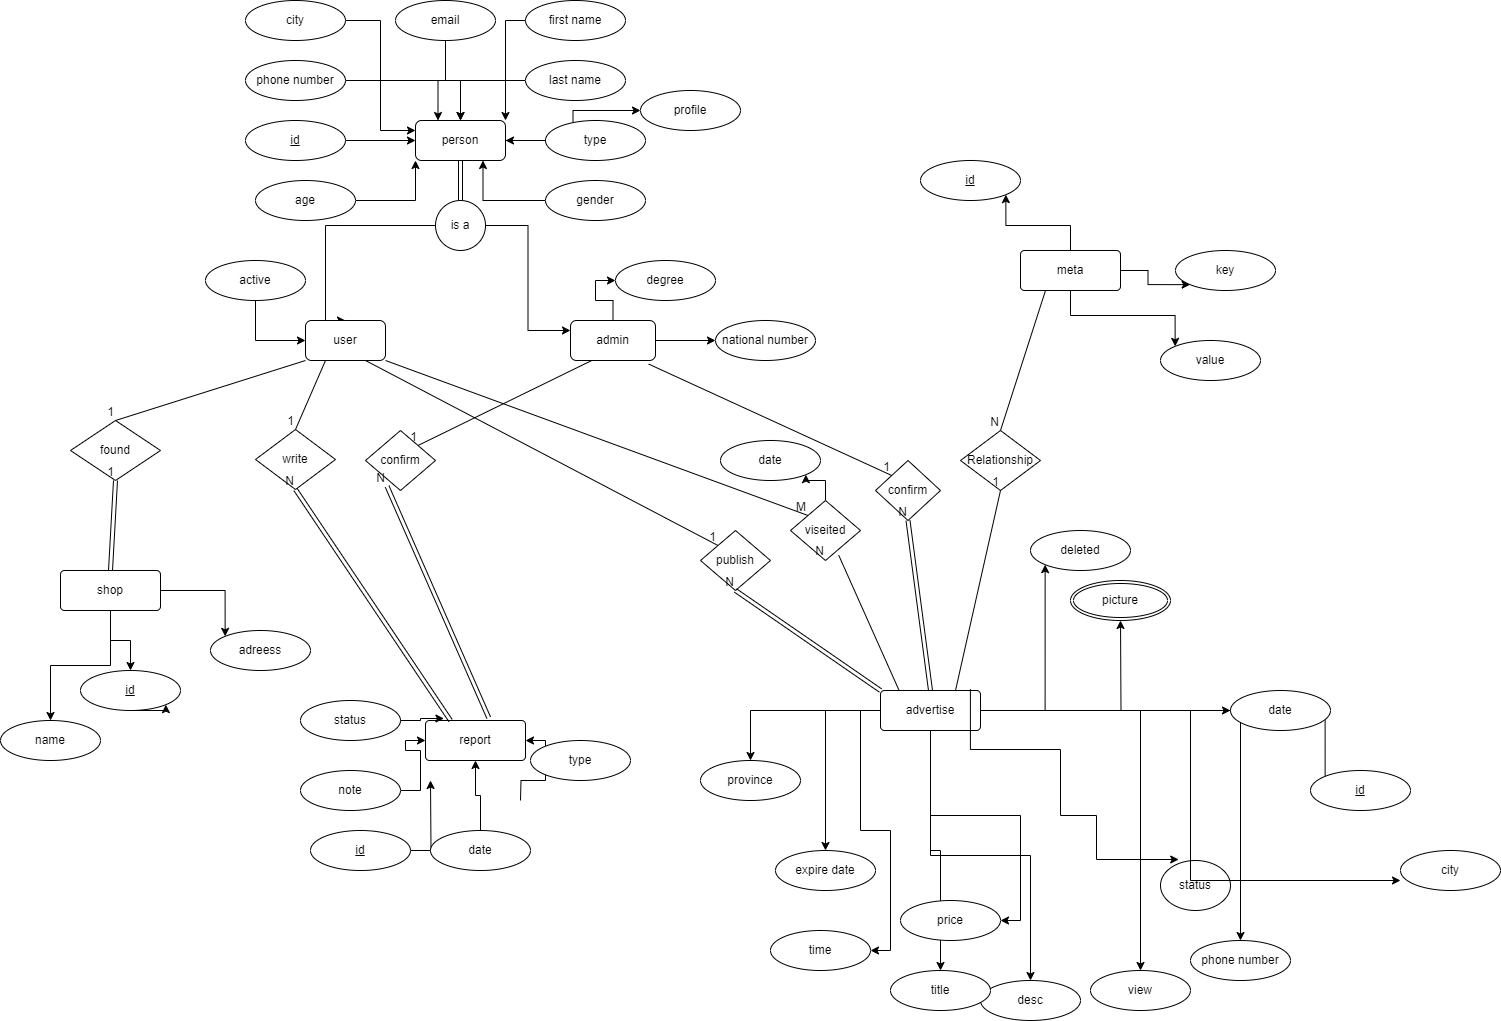 city
email
first name
phone number
last name
profile
id
person
type
age
gender
id
is a
active
degree
meta
key
user
admin
national number
value
1
1
1
1
N
found
write
confirm
date
confirm
Relationship
1
N
N
M
N
1
1
viseited
N
publish
N
deleted
shop
picture
adreess
id
name
status
report
type
note
id
date
advertise
date
province
id
expire date
status
city
price
time
phone number
title
desc
view